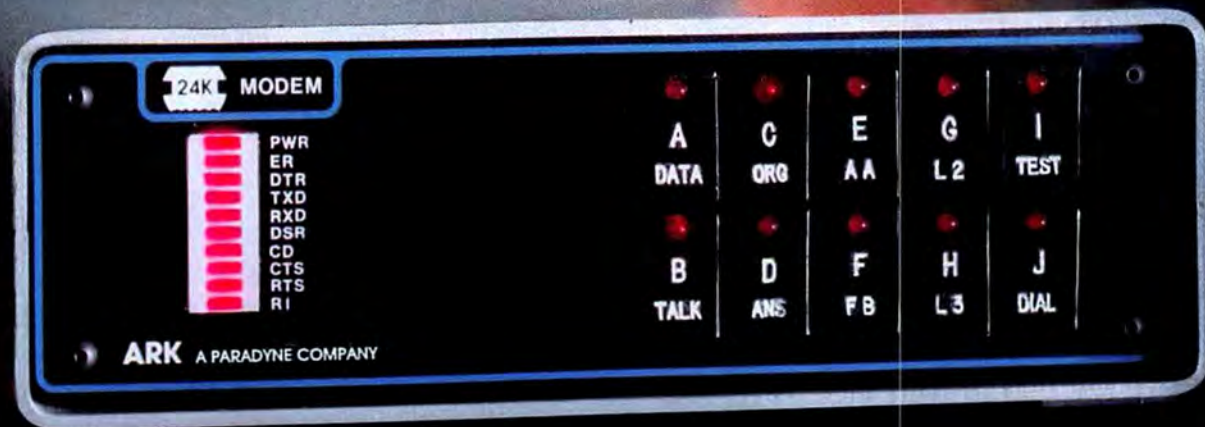 24K MODEM
PWR
ER
DTR
TXD
RXD
DSR
CD
CTS
RTS
RI
A C E G I
DATA ORG AA L2 TEST
B D F H J
TALK ANS FB L3 DIAL
ARK A PARADYNE COMPANY